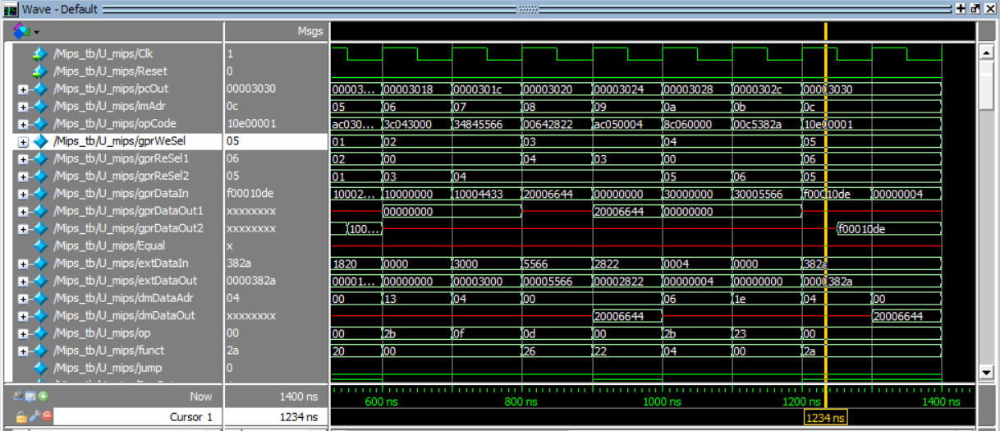 Wave - Default
Msgs
/Mips_tb/U_mips/Clk 1
/Mips_tb/U_mips/Reset 0
/Mips_tb/U_mips/pcOut 00003030 00003... 00003018 0000301c 00003020 00003024 00003028 0000302c 00003030
/Mips_tb/U_mips/imAdr 0c 05 06 07 08 09 0a 0b 0c
/Mips_tb/U_mips/opCode 10e00001 ac030... 3c043000 34845566 00642822 ac050004 8c060000 00c5382a 10e00001
/Mips_tb/U_mips/gprWeSel 05 01 02 03 04 05
/Mips_tb/U_mips/gprReSel1 06 02 00 04 03 00 06
/Mips_tb/U_mips/gprReSel2 05 01 03 04 05 06 05
/Mips_tb/U_mips/gprDataIn f00010de 10002... 10000000 10004433 20006644 00000000 30000000 30005566 f00010de 00000004
/Mips_tb/U_mips/gprDataOut1 xxxxxxxx 00000000 20006644 00000000
/Mips_tb/U_mips/gprDataOut2 xxxxxxxx 100... f00010de
/Mips_tb/U_mips/Equal x
/Mips_tb/U_mips/extDataIn 382a 1820 0000 3000 5566 2822 0004 0000 382a
/Mips_tb/U_mips/extDataOut 0000382a 00001... 00000000 00003000 00005566 00002822 00000004 00000000 0000382a
/Mips_tb/U_mips/dmDataAdr 04 00 13 04 00 06 1e 04 00
/Mips_tb/U_mips/dmDataOut xxxxxxxx 20006644 20006644
/Mips_tb/U_mips/op 00 00 2b 0f 0d 00 2b 23 00
/Mips_tb/U_mips/funct 2a 20 00 26 22 04 00 2a
/Mips_tb/U_mips/jump 0
Now 1400 ns 600 ns 800 ns 1000 ns 1200 ns 1400 ns
Cursor 1 1234 ns 1234 ns